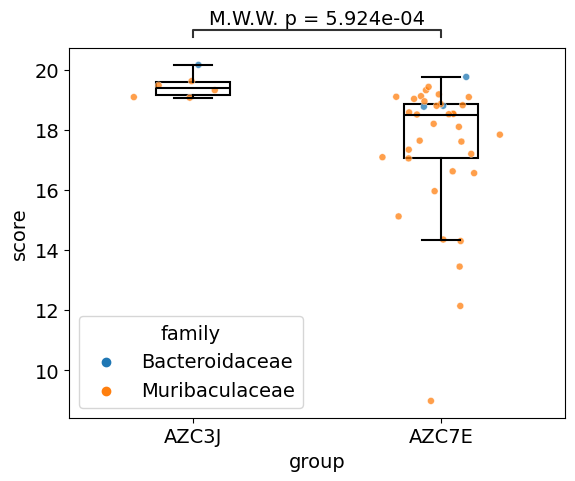 M.W.W. p = 5.924e-04
20
18
16
14
12
10
score
family
Bacteroidaceae
Muribaculaceae
AZC3J
AZC7E
group